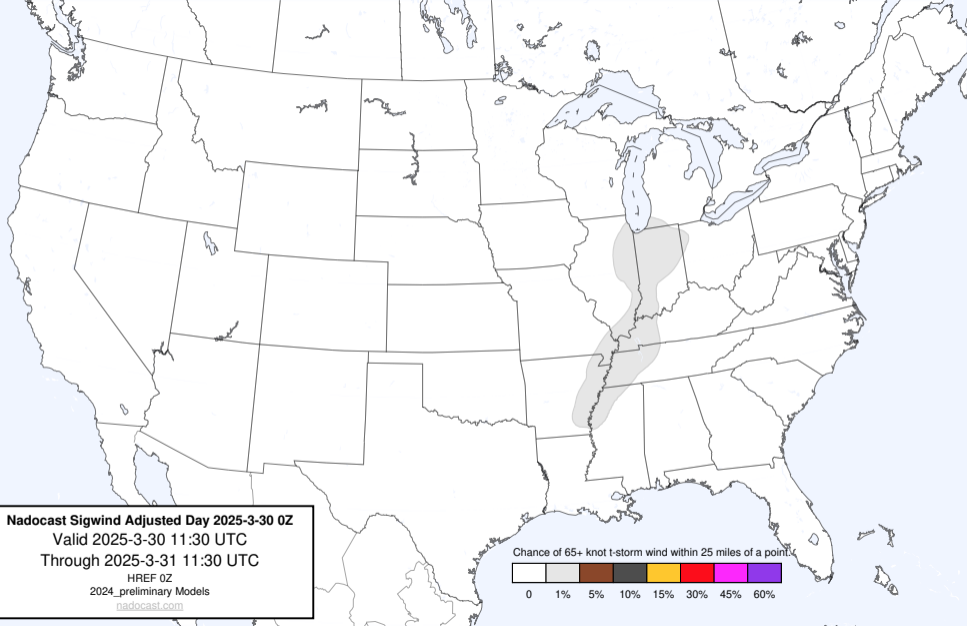 Nadocast Sigwind Adjusted Day 2025-3-30 0Z
Valid 2025-3-30 11:30 UTC
Through 2025-3-31 11:30 UTC
HREF 0Z
2024_preliminary Models
nadocast.com
Chance of 65+ knot t-storm wind within 25 miles of a point.
0 1% 5% 10% 15% 30% 45% 60%